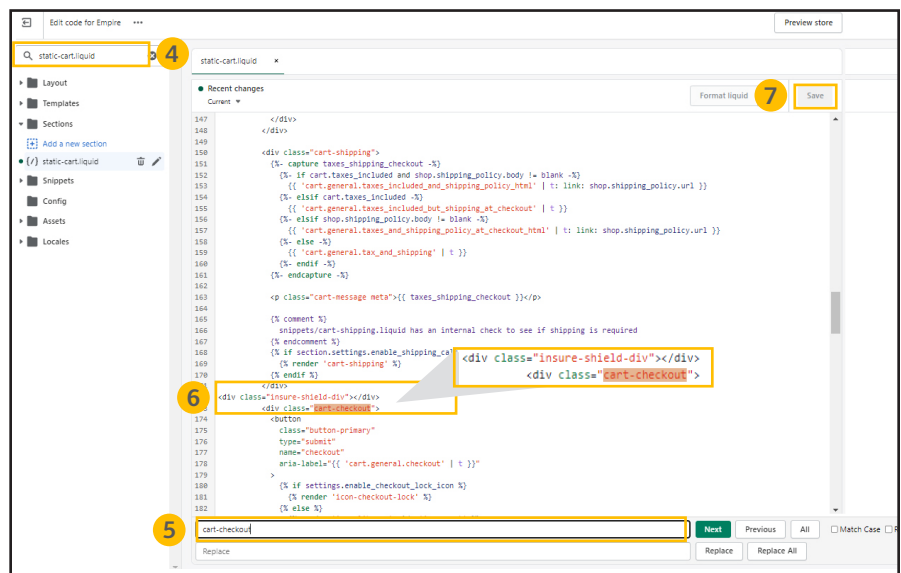 Edit code for Empire •••
Preview store
static-cart.liquid
4
static-cart.liquid ×
Layout
Templates
Sections
Add a new section
{/} static-cart.liquid
Snippets
Config
Assets
Locales
Recent changes
Current
Format liquid
7
Save
147 </div>
148 </div>
149
150 <div class="cart-shipping">
151 {%- capture taxes_shipping_checkout -%}
152 {%- if cart.taxes_included and shop.shipping_policy.body != blank -%}
153 {{ 'cart.general.taxes_included_and_shipping_policy_html' | t: link: shop.shipping_policy.url }}
154 {%- elsif cart.taxes_included -%}
155 {{ 'cart.general.taxes_included_but_shipping_at_checkout' | t }}
156 {%- elsif shop.shipping_policy.body != blank -%}
157 {{ 'cart.general.taxes_and_shipping_policy_at_checkout_html' | t: link: shop.shipping_policy.url }}
158 {%- else -%}
159 {{ 'cart.general.tax_and_shipping' | t }}
160 {%- endif -%}
161 {%- endcapture -%}
162
163 <p class="cart-message meta">{{ taxes_shipping_checkout }}</p>
164
165 {% comment %}
166 snippets/cart-shipping.liquid has an internal check to see if shipping is required
167 {% endcomment %}
168 {% if section.settings.enable_shipping_cal
169 {% render 'cart-shipping' %}
170 {% endif %}
</div>
<div class="insure-shield-div"></div>
<div class="cart-checkout">
6
<div class="insure-shield-div"></div>
<div class="cart-checkout">
174 <button
175 class="button-primary"
176 type="submit"
177 name="checkout"
178 aria-label="{{ 'cart.general.checkout' | t }}"
179 >
180 {% if settings.enable_checkout_lock_icon %}
181 {% render 'icon-checkout-lock' %}
182 {% else %}
5
cart-checkout
Next
Previous
All
Match Case
Replace
Replace
Replace All